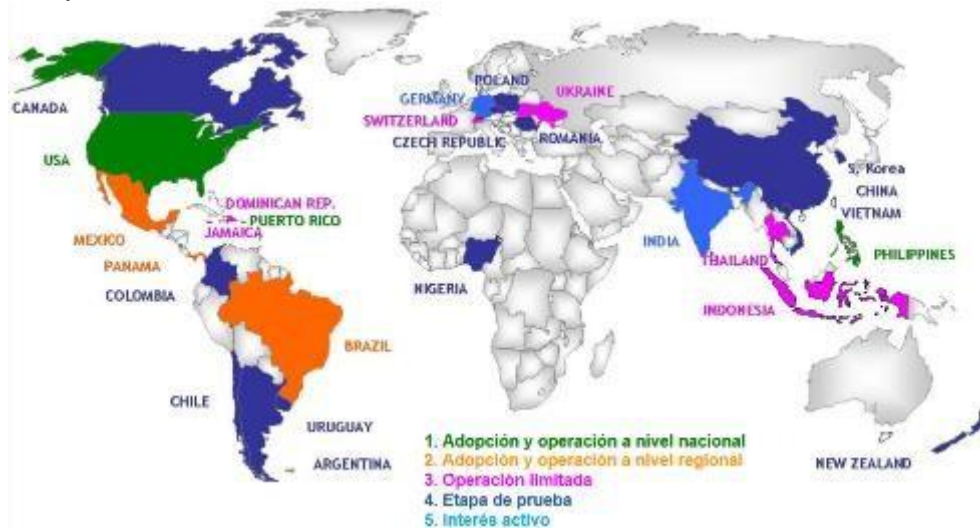 POLAND
UKRAINE
GERMANY
CANADA
SWITZERLAND
CZECH REPUBLIC
ROMANIA
USA
S. Korea
CHINA
DOMINICAN REP.
PUERTO RICO
VIETNAM
JAMAICA
MEXICO
INDIA
PHILIPPINES
PANAMA
THAILAND
NIGERIA
COLOMBIA
INDONESIA
BRAZIL
CHILE
URUGUAY
ARGENTINA
NEW ZEALAND
1. Adopción y operación a nivel nacional
2. Adopción y operación a nivel regional
3. Operación limitada
4. Etapa de prueba
5. Interés activo